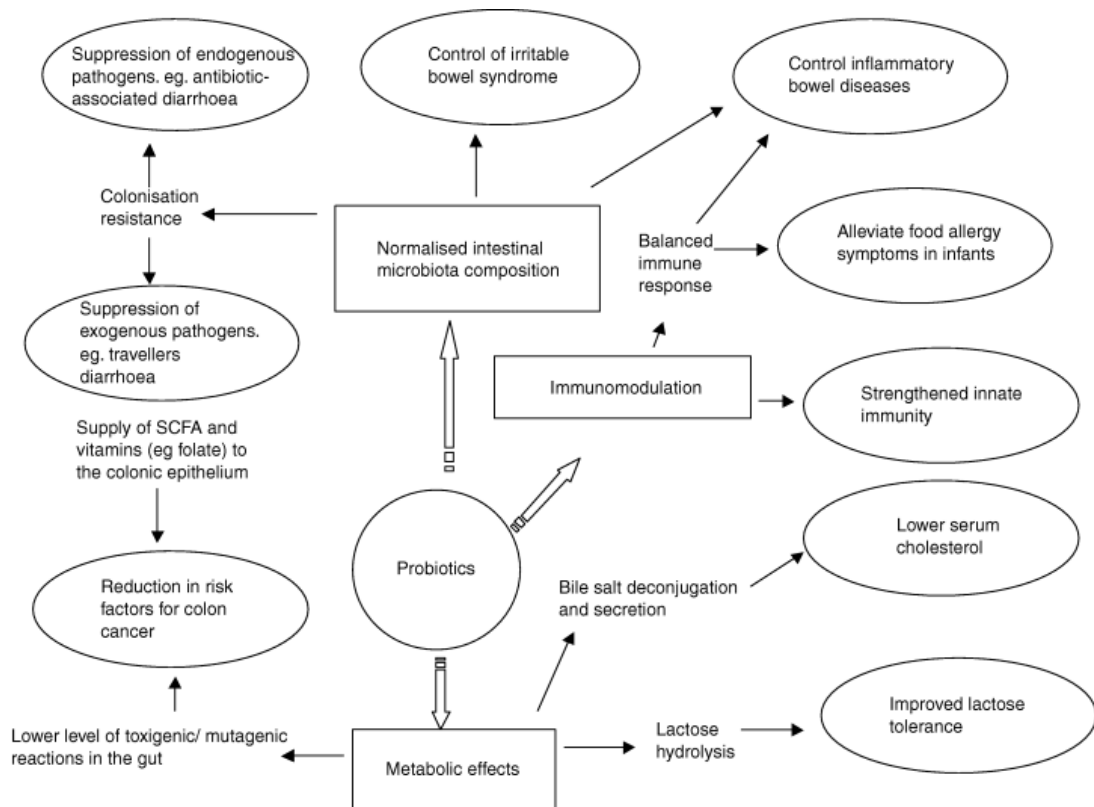 Suppression of endogenous
pathogens. eg. antibiotic-
associated diarrhoea
Control of irritable
bowel syndrome
Control inflammatory
bowel diseases
Colonisation
resistance
Normalised intestinal
microbiota composition
Balanced
immune
response
Alleviate food allergy
symptoms in infants
Suppression of
exogenous pathogens.
eg. travellers
diarrhoea
Immunomodulation
Strengthened innate
immunity
Supply of SCFA and
vitamins (eg folate) to
the colonic epithelium
Lower serum
cholesterol
Probiotics
Reduction in risk
factors for colon
cancer
Bile salt deconjugation
and secretion
Improved lactose
tolerance
Lower level of toxigenic/ mutagenic
reactions in the gut
Metabolic effects
Lactose
hydrolysis